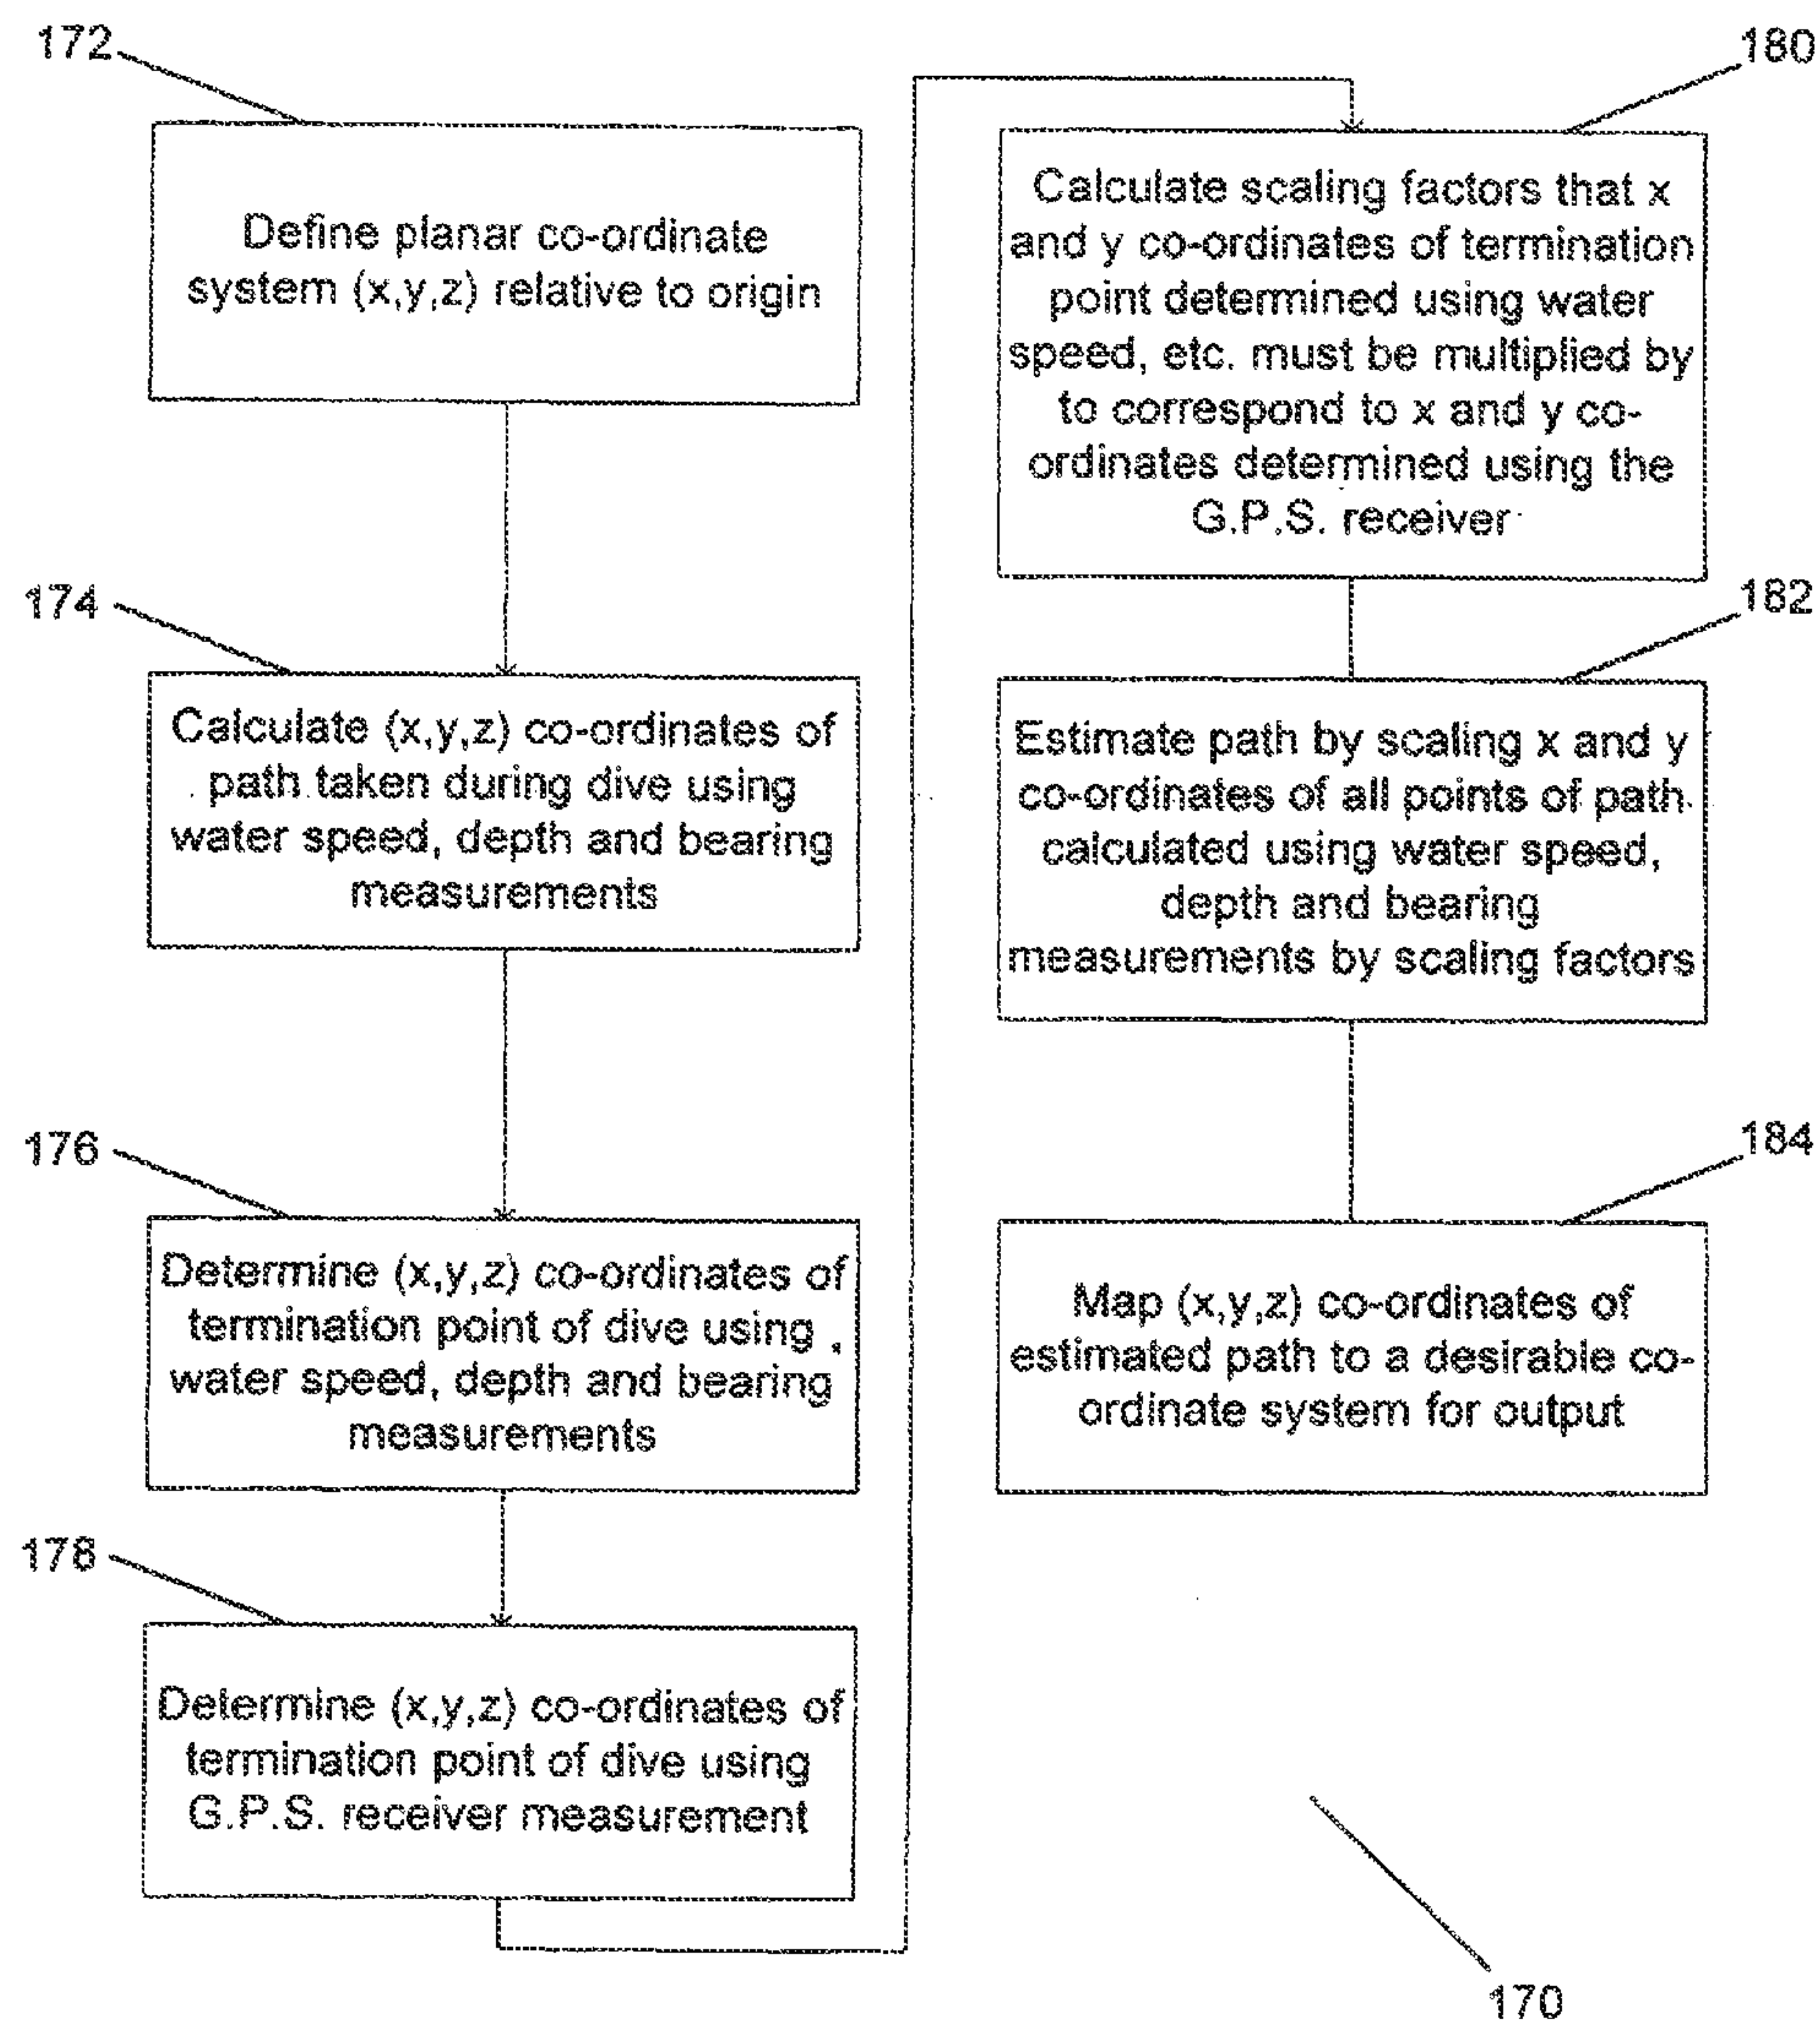 172
Define planar co-ordinate
system (x,y,z) relative to origin
174
Calculate (x,y,z) co-ordinates of
path taken during dive using
water speed, depth and bearing
measurements
176
Determine (x,y,z) co-ordinates of
termination point of dive using
water speed, depth and bearing
measurements
178
Determine (x,y,z) co-ordinates of
termination point of dive using
G.P.S. receiver measurement
180
Calculate scaling factors that x
and y co-ordinates of termination
point determined using water
speed, etc. must be multiplied by
to correspond to x and y co-
ordinates determined using the
G.P.S. receiver
182
Estimate path by scaling x and y
co-ordinates of all points of path
calculated using water speed,
depth and bearing
measurements by scaling factors
184
Map (x,y,z) co-ordinates of
estimated path to a desirable co-
ordinate system for output
170